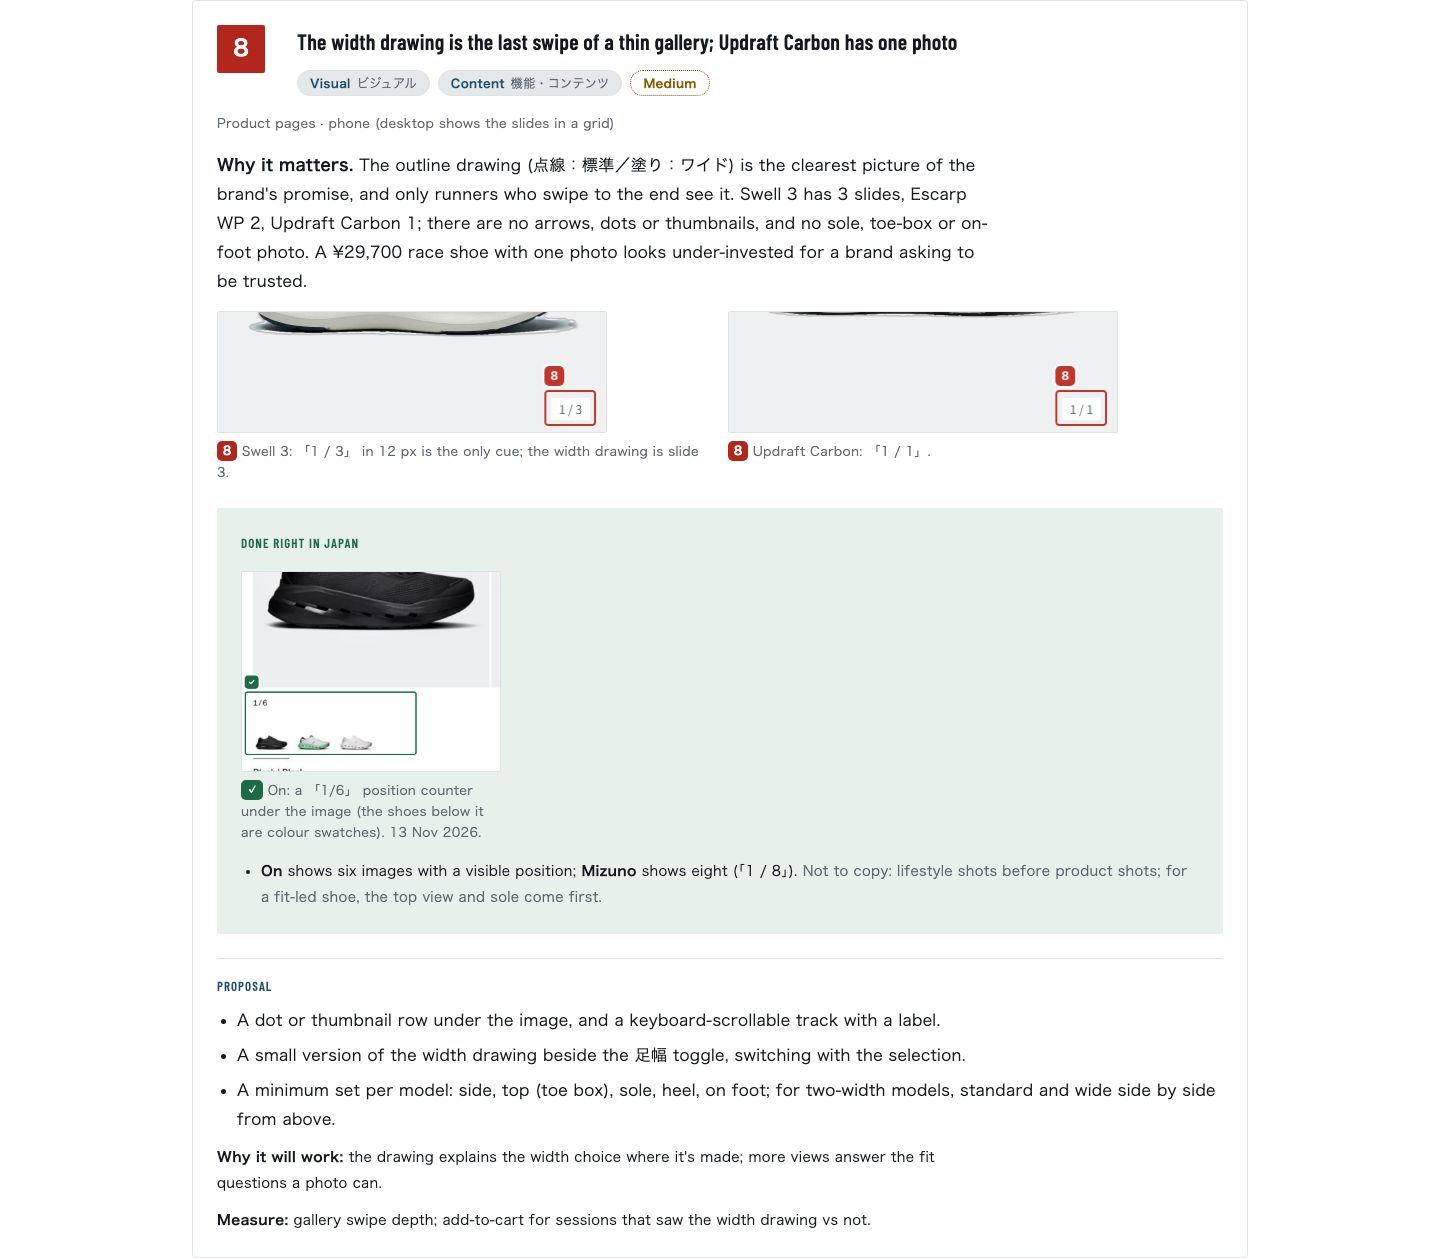 8
The width drawing is the last swipe of a thin gallery; Updraft Carbon has one photo
Visual ビジュアル
Content 機能・コンテンツ
Medium
Product pages · phone (desktop shows the slides in a grid)
Why it matters. The outline drawing (点線：標準／塗り：ワイド) is the clearest picture of the
brand's promise, and only runners who swipe to the end see it. Swell 3 has 3 slides, Escarp
WP 2, Updraft Carbon 1; there are no arrows, dots or thumbnails, and no sole, toe-box or on-
foot photo. A ¥29,700 race shoe with one photo looks under-invested for a brand asking to
be trusted.
8
1 / 3
8 Swell 3: 「1 / 3」 in 12 px is the only cue; the width drawing is slide
3.
8
1 / 1
8 Updraft Carbon: 「1 / 1」.
DONE RIGHT IN JAPAN
1/6
On: a 「1/6」 position counter
under the image (the shoes below it
are colour swatches). 13 Nov 2026.
• On shows six images with a visible position; Mizuno shows eight (「1 / 8」). Not to copy: lifestyle shots before product shots; for
a fit-led shoe, the top view and sole come first.
PROPOSAL
• A dot or thumbnail row under the image, and a keyboard-scrollable track with a label.
• A small version of the width drawing beside the 足幅 toggle, switching with the selection.
• A minimum set per model: side, top (toe box), sole, heel, on foot; for two-width models, standard and wide side by side
from above.
Why it will work: the drawing explains the width choice where it's made; more views answer the fit
questions a photo can.
Measure: gallery swipe depth; add-to-cart for sessions that saw the width drawing vs not.